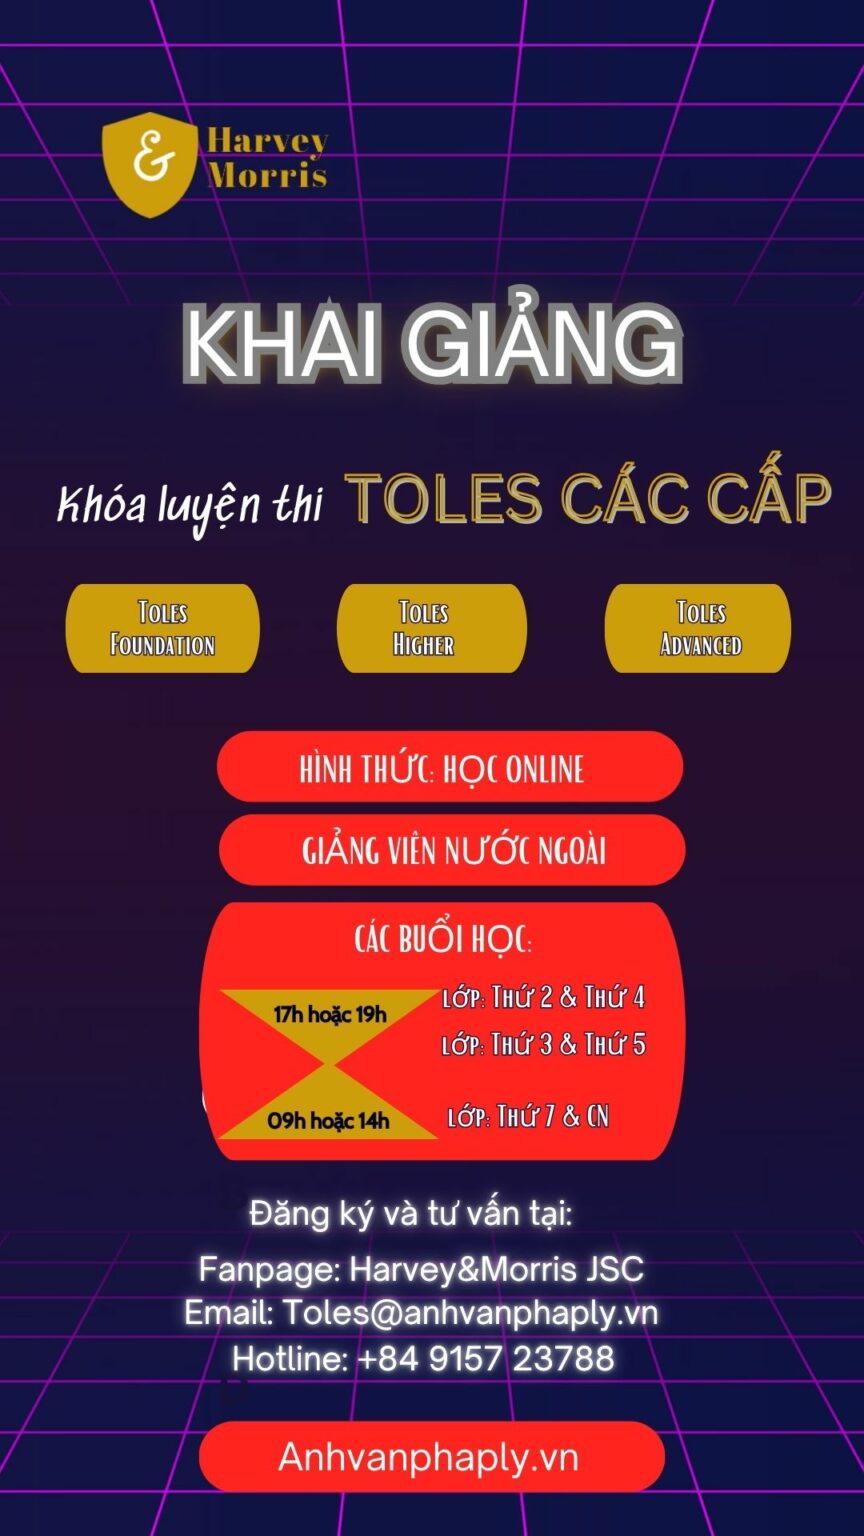 &
Harvey
Morris
KHAI GIẢNG
Khóa luyện thi TOLES CÁC CẤP
Toles
Foundation
Toles
Higher
Toles
Advanced
HÌNH THỨC: HỌC ONLINE
GIẢNG VIÊN NƯỚC NGOÀI
CÁC BUỔI HỌC:
17h hoặc 19h
Lớp: Thứ 2 & Thứ 4
Lớp: Thứ 3 & Thứ 5
09h hoặc 14h
Lớp: Thứ 7 & CN
Đăng ký và tư vấn tại:
Fanpage: Harvey&Morris JSC
Email: Toles@anhvanphaply.vn
Hotline: +84 9157 23788
Anhvanphaply.vn